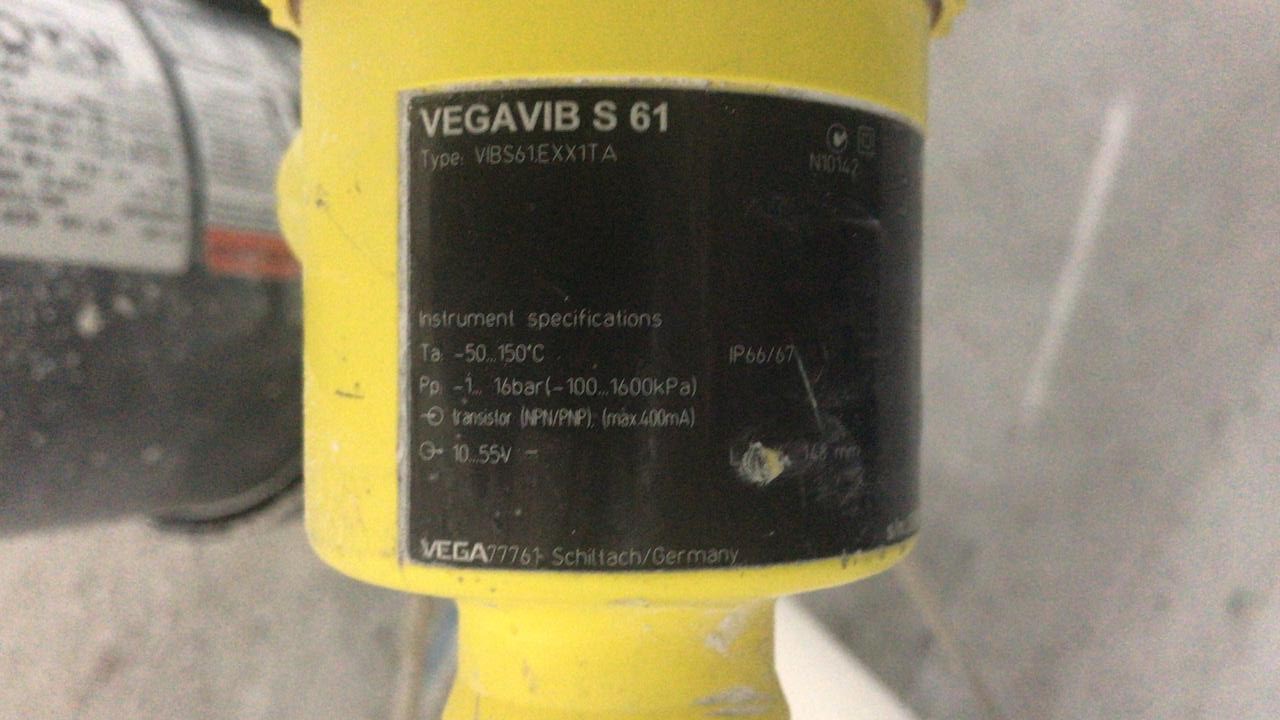 VEGAVIB S 61
Type: VIBS61.EXX1TA
N10142
Instrument specifications
Ta: -50...150°C
IP66/67
Pp: -1... 16bar(-100...1600kPa)
transistor (NPN/PNP), (max.400mA)
10...55V
148 mm
VEGA 77761 Schiltach/Germany